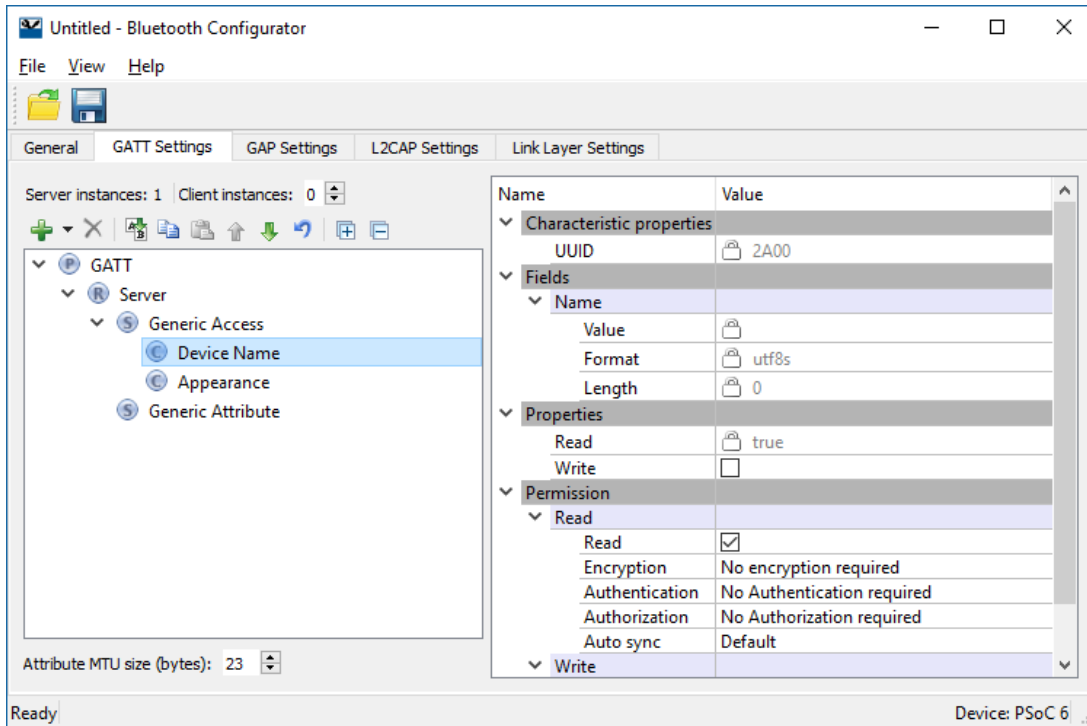 Untitled - Bluetooth Configurator
File View Help
General GATT Settings GAP Settings L2CAP Settings Link Layer Settings
Server instances: 1 Client instances: 0
GATT
Server
Generic Access
Device Name
Appearance
Generic Attribute
Attribute MTU size (bytes): 23
Name Value
Characteristic properties
UUID 2A00
Fields
Name
Value
Format utf8s
Length 0
Properties
Read true
Write
Permission
Read
Read
Encryption No encryption required
Authentication No Authentication required
Authorization No Authorization required
Auto sync Default
Write
Ready Device: PSoC 6